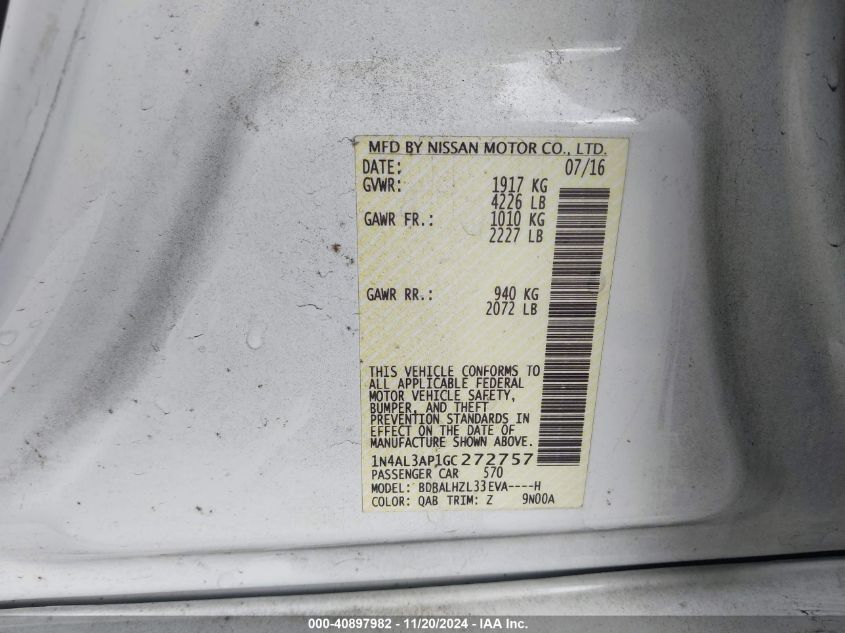 MFD BY NISSAN MOTOR CO., LTD.
DATE: 07/16
GVWR: 1917 KG
4226 LB
GAWR FR.: 1010 KG
2227 LB
GAWR RR.: 940 KG
2072 LB
THIS VEHICLE CONFORMS TO
ALL APPLICABLE FEDERAL
MOTOR VEHICLE SAFETY,
BUMPER, AND THEFT
PREVENTION STANDARDS IN
EFFECT ON THE DATE OF
MANUFACTURE SHOWN ABOVE.
1N4AL3AP1GC272757
PASSENGER CAR 570
MODEL: BDBALHZL33EVA----H
COLOR: QAB TRIM: Z 9N00A
000-40897982 - 11/20/2024 - IAA Inc.